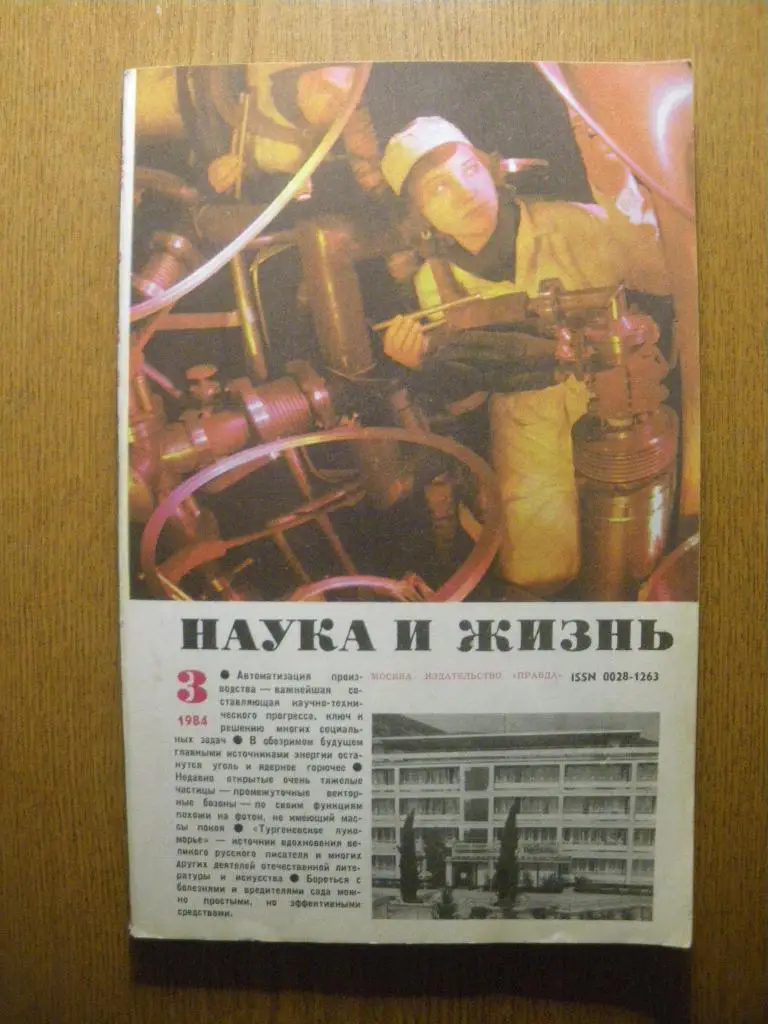 НАУКА И ЖИЗНЬ
3
1984
МОСКВА ИЗДАТЕЛЬСТВО «ПРАВДА»
ISSN 0028-1263
● Автоматизация произ-
водства — важнейшая со-
ставляющая научно-техни-
ческого прогресса, ключ к
решению многих социаль-
ных задач ● В обозримом будущем
главными источниками энергии оста-
нутся уголь и ядерное горючее ●
Недавно открытые очень тяжелые
частицы — промежуточные вектор-
ные бозоны — по своим функциям
похожи на фотон, не имеющий мас-
сы покоя ● «Тургеневское луко-
морье» — источник вдохновения ве-
ликого русского писателя и многих
других деятелей отечественной лите-
ратуры и искусства ● Бороться с
болезнями и вредителями сада мож-
но простыми, но эффективными
средствами.